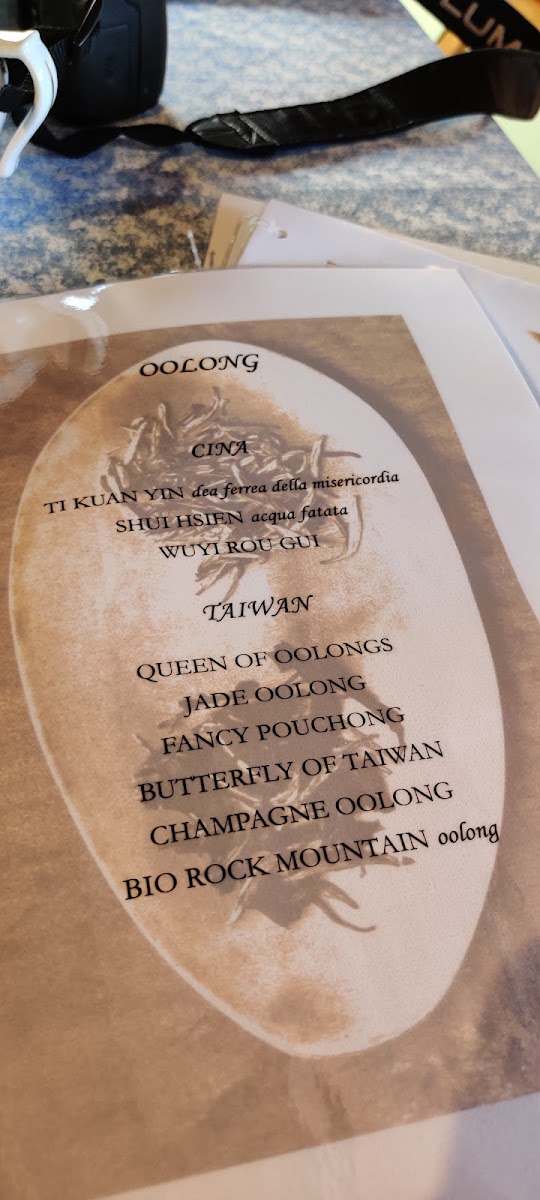 LUM
OOLONG
CINA
TI KUAN YIN dea ferrea della misericordia
SHUI HSIEN acqua fatata
WUYI ROU GUI
TAIWAN
QUEEN OF OOLONGS
JADE OOLONG
FANCY POUCHONG
BUTTERFLY OF TAIWAN
CHAMPAGNE OOLONG
BIO ROCK MOUNTAIN oolong